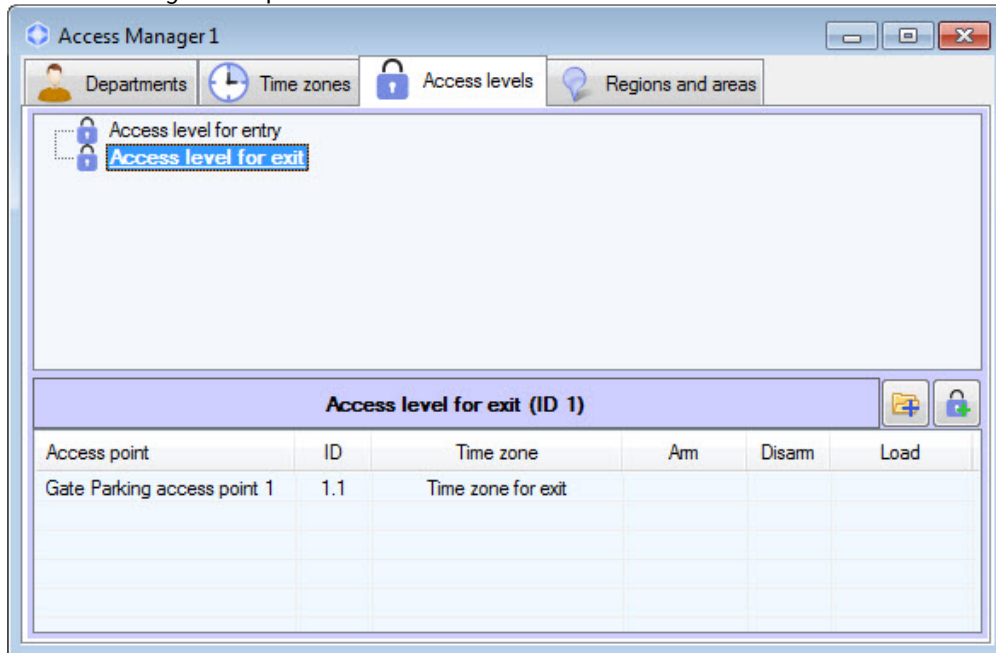 Access Manager 1
Departments Time zones Access levels Regions and areas
Access level for entry
Access level for exit
Access level for exit (ID 1)
Access point ID Time zone Arm Disarm Load
Gate Parking access point 1 1.1 Time zone for exit